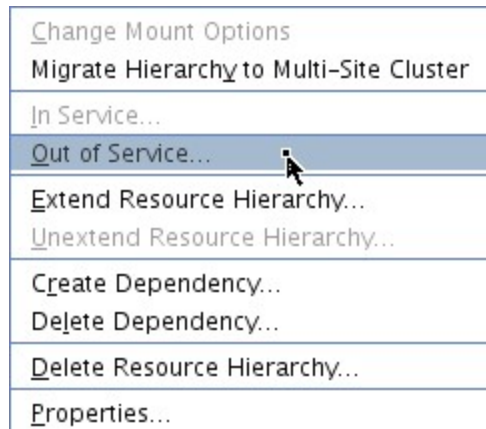 Change Mount Options
Migrate Hierarchy to Multi-Site Cluster
In Service...
Out of Service...
Extend Resource Hierarchy...
Unextend Resource Hierarchy...
Create Dependency...
Delete Dependency...
Delete Resource Hierarchy...
Properties...